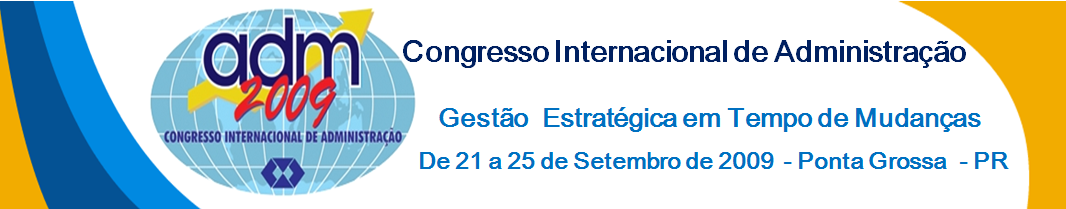 adm
2009
CONGRESSO INTERNACIONAL DE ADMINISTRAÇÃO
Congresso Internacional de Administração
Gestão Estratégica em Tempo de Mudanças
De 21 a 25 de Setembro de 2009 - Ponta Grossa - PR